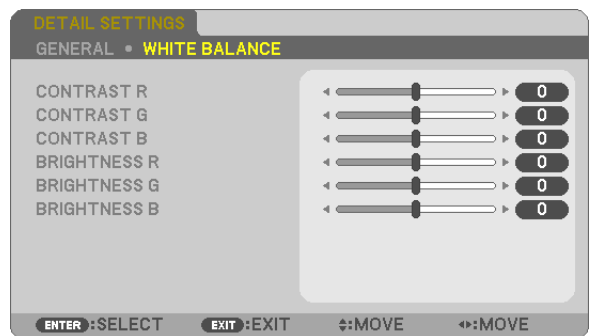 DETAIL SETTINGS
GENERAL • WHITE BALANCE
CONTRAST R 0
CONTRAST G 0
CONTRAST B 0
BRIGHTNESS R 0
BRIGHTNESS G 0
BRIGHTNESS B 0
ENTER :SELECT EXIT :EXIT :MOVE :MOVE